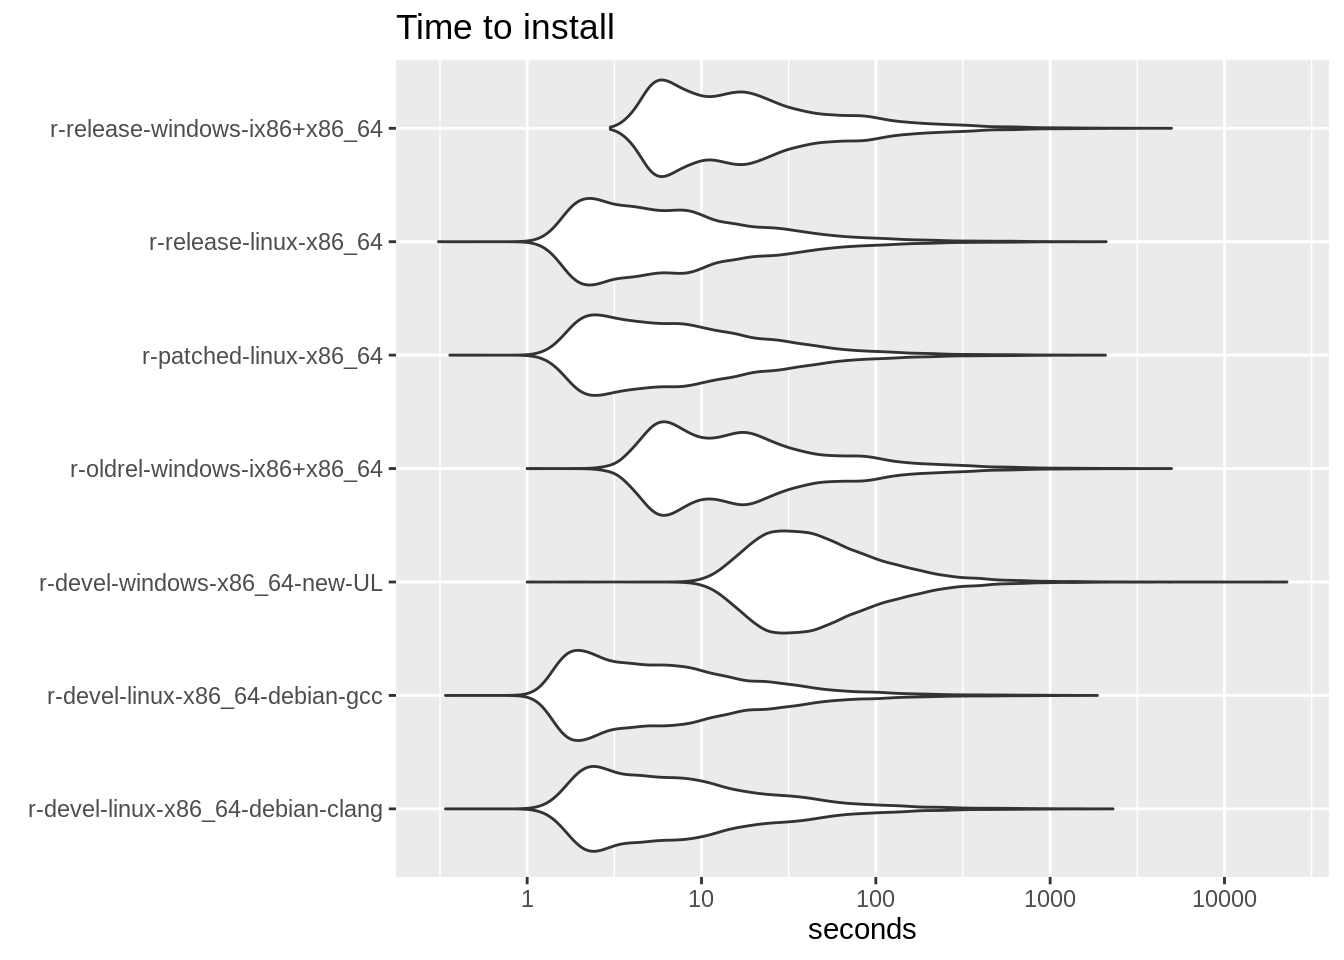 Time to install
r-release-windows-ix86+x86_64
r-release-linux-x86_64
r-patched-linux-x86_64
r-oldrel-windows-ix86+x86_64
r-devel-windows-x86_64-new-UL
r-devel-linux-x86_64-debian-gcc
r-devel-linux-x86_64-debian-clang
1 10 100 1000 10000
seconds